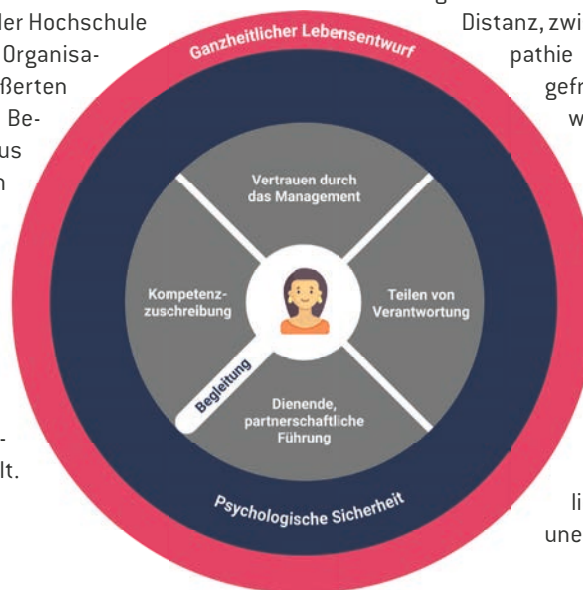 ler Hochschule
Organisa-
ßerten
Be-
us
lt.
Ganzheitlicher Lebensentwurf
Vertrauen durch
das Management
Kompetenz-
zuschreibung
Teilen von
Verantwortung
Begleitung
Dienende,
partnerschaftliche
Führung
Psychologische Sicherheit
Distanz, zwi
pathie
gefr
w
li
une